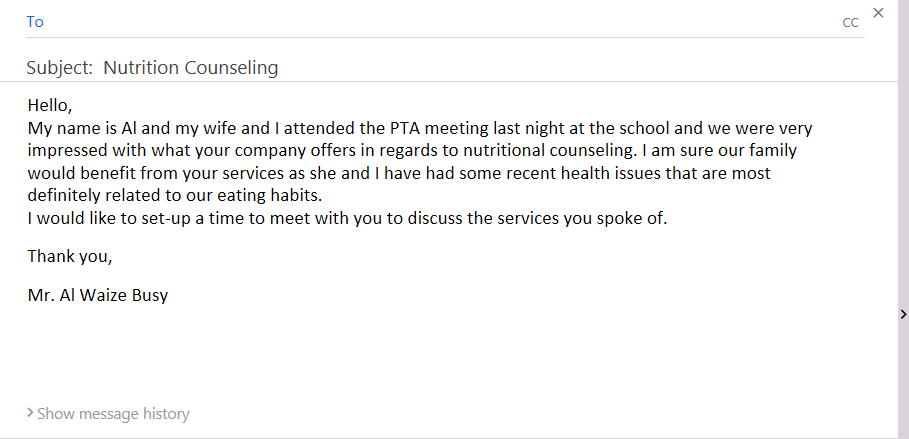 To
CC
Subject: Nutrition Counseling
Hello,
My name is Al and my wife and I attended the PTA meeting last night at the school and we were very
impressed with what your company offers in regards to nutritional counseling. I am sure our family
would benefit from your services as she and I have had some recent health issues that are most
definitely related to our eating habits.
I would like to set-up a time to meet with you to discuss the services you spoke of.
Thank you,
Mr. Al Waize Busy
Show message history